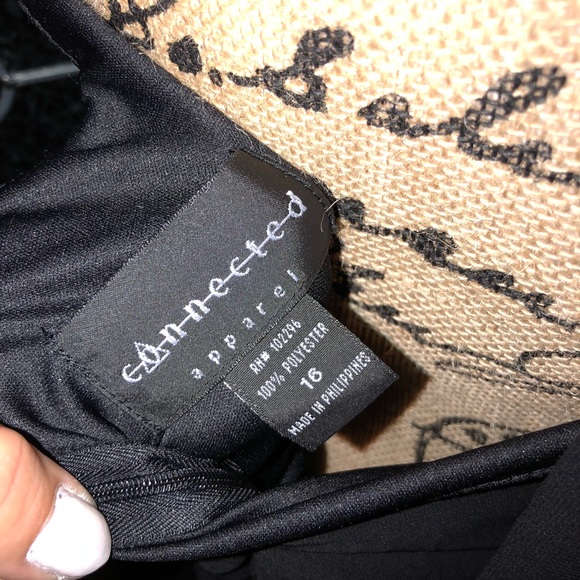 connected
apparel
RN# 102296
100% POLYESTER
16
MADE IN PHILIPPINES